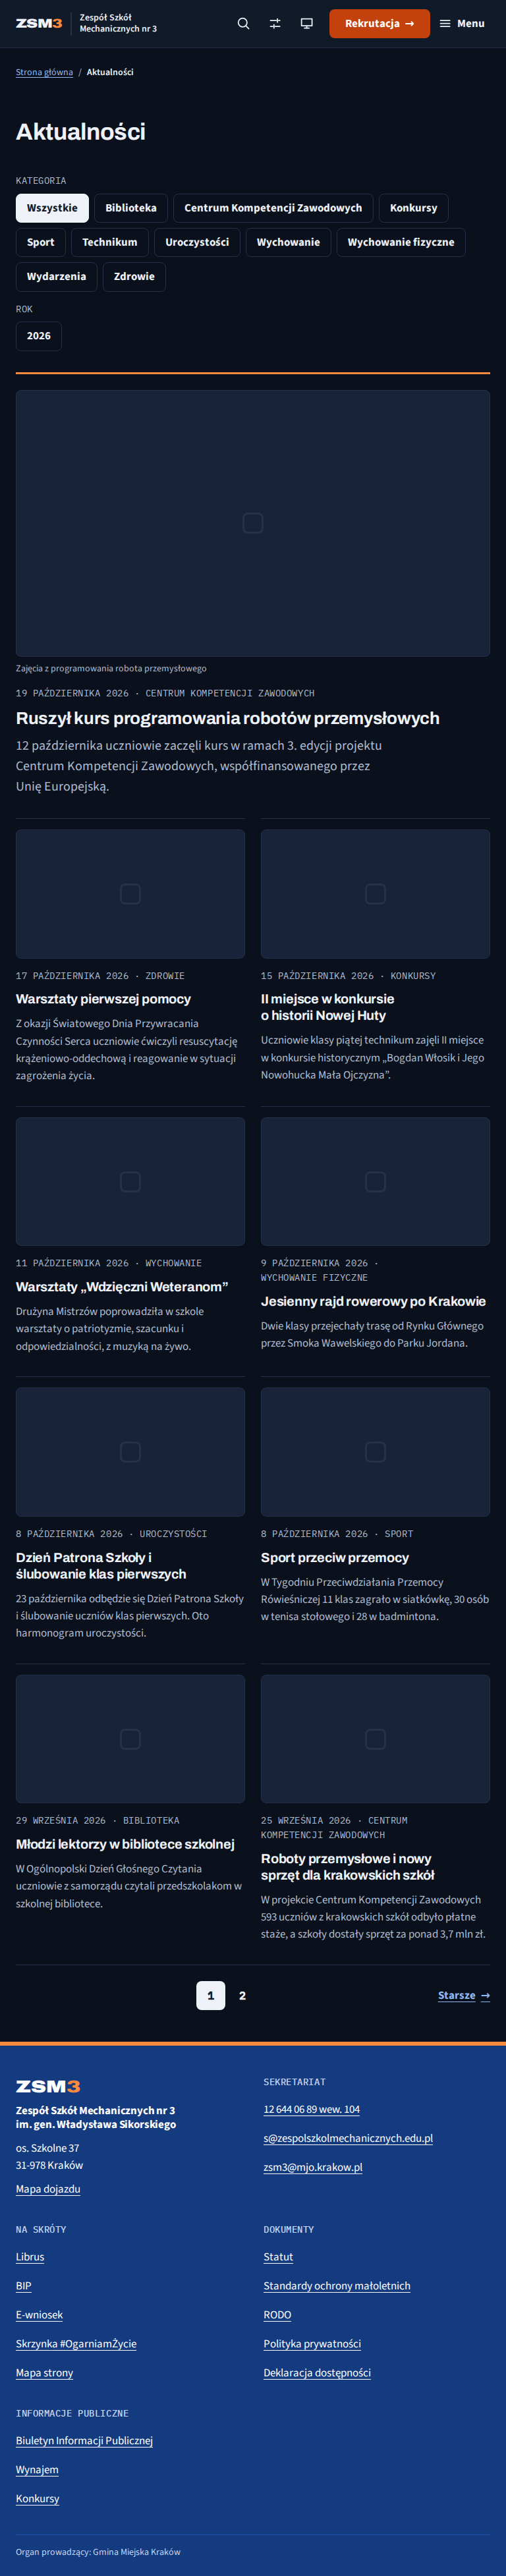 ZSM3
Zespół Szkół
Mechanicznych nr 3
Rekrutacja →
Menu
Strona główna / Aktualności
Aktualności
KATEGORIA
Wszystkie
Biblioteka
Centrum Kompetencji Zawodowych
Konkursy
Sport
Technikum
Uroczystości
Wychowanie
Wychowanie fizyczne
Wydarzenia
Zdrowie
ROK
2026
Zajęcia z programowania robota przemysłowego
19 PAŹDZIERNIKA 2026 · CENTRUM KOMPETENCJI ZAWODOWYCH
Ruszył kurs programowania robotów przemysłowych
12 października uczniowie zaczęli kurs w ramach 3. edycji projektu
Centrum Kompetencji Zawodowych, współfinansowanego przez
Unię Europejską.
17 PAŹDZIERNIKA 2026 · ZDROWIE
Warsztaty pierwszej pomocy
Z okazji Światowego Dnia Przywracania
Czynności Serca uczniowie ćwiczyli resuscytację
krążeniowo-oddechową i reagowanie w sytuacji
zagrożenia życia.
15 PAŹDZIERNIKA 2026 · KONKURSY
II miejsce w konkursie
o historii Nowej Huty
Uczniowie klasy piątej technikum zajęli II miejsce
w konkursie historycznym „Bogdan Włosik i Jego
Nowohucka Mała Ojczyzna”.
11 PAŹDZIERNIKA 2026 · WYCHOWANIE
Warsztaty „Wdzięczni Weteranom”
Drużyna Mistrzów poprowadziła w szkole
warsztaty o patriotyzmie, szacunku i
odpowiedzialności, z muzyką na żywo.
9 PAŹDZIERNIKA 2026 ·
WYCHOWANIE FIZYCZNE
Jesienny rajd rowerowy po Krakowie
Dwie klasy przejechały trasę od Rynku Głównego
przez Smoka Wawelskiego do Parku Jordana.
8 PAŹDZIERNIKA 2026 · UROCZYSTOŚCI
Dzień Patrona Szkoły i
ślubowanie klas pierwszych
23 października odbędzie się Dzień Patrona Szkoły
i ślubowanie uczniów klas pierwszych. Oto
harmonogram uroczystości.
8 PAŹDZIERNIKA 2026 · SPORT
Sport przeciw przemocy
W Tygodniu Przeciwdziałania Przemocy
Rówieśniczej 11 klas zagrało w siatkówkę, 30 osób
w tenisa stołowego i 28 w badmintona.
29 WRZEŚNIA 2026 · BIBLIOTEKA
Młodzi lektorzy w bibliotece szkolnej
W Ogólnopolski Dzień Głośnego Czytania
uczniowie z samorządu czytali przedszkolakom w
szkolnej bibliotece.
25 WRZEŚNIA 2026 · CENTRUM
KOMPETENCJI ZAWODOWYCH
Roboty przemysłowe i nowy
sprzęt dla krakowskich szkół
W projekcie Centrum Kompetencji Zawodowych
593 uczniów z krakowskich szkół odbyło płatne
staże, a szkoły dostały sprzęt za ponad 3,7 mln zł.
1
2
Starsze →
ZSM3
Zespół Szkół Mechanicznych nr 3
im. gen. Władysława Sikorskiego
os. Szkolne 37
31-978 Kraków
Mapa dojazdu
SEKRETARIAT
12 644 06 89 wew. 104
s@zespolszkolmechanicznych.edu.pl
zsm3@mjo.krakow.pl
NA SKRÓTY
Librus
BIP
E-wniosek
Skrzynka #OgarniamŻycie
Mapa strony
DOKUMENTY
Statut
Standardy ochrony małoletnich
RODO
Polityka prywatności
Deklaracja dostępności
INFORMACJE PUBLICZNE
Biuletyn Informacji Publicznej
Wynajem
Konkursy
Organ prowadzący: Gmina Miejska Kraków